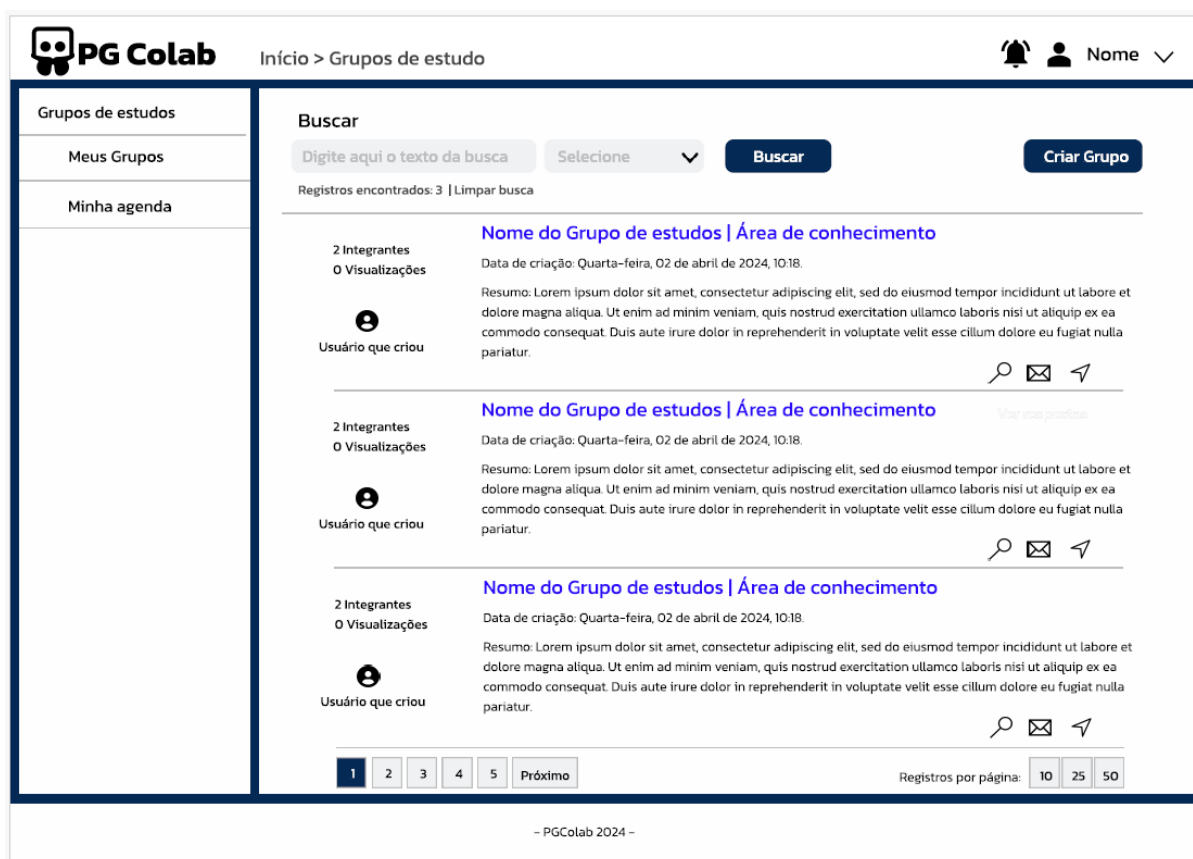 PG Colab
Início > Grupos de estudo
Nome
Grupos de estudos
Meus Grupos
Minha agenda
Buscar
Digite aqui o texto da busca
Selecione
Buscar
Criar Grupo
Registros encontrados: 3 | Limpar busca
2 Integrantes
0 Visualizações
Usuário que criou
Nome do Grupo de estudos | Área de conhecimento
Data de criação: Quarta-feira, 02 de abril de 2024, 10:18.
Resumo: Lorem ipsum dolor sit amet, consectetur adipiscing elit, sed do eiusmod tempor incididunt ut labore et
dolore magna aliqua. Ut enim ad minim veniam, quis nostrud exercitation ullamco laboris nisi ut aliquip ex ea
commodo consequat. Duis aute irure dolor in reprehenderit in voluptate velit esse cillum dolore eu fugiat nulla
pariatur.
2 Integrantes
0 Visualizações
Usuário que criou
Nome do Grupo de estudos | Área de conhecimento
Data de criação: Quarta-feira, 02 de abril de 2024, 10:18.
Resumo: Lorem ipsum dolor sit amet, consectetur adipiscing elit, sed do eiusmod tempor incididunt ut labore et
dolore magna aliqua. Ut enim ad minim veniam, quis nostrud exercitation ullamco laboris nisi ut aliquip ex ea
commodo consequat. Duis aute irure dolor in reprehenderit in voluptate velit esse cillum dolore eu fugiat nulla
pariatur.
2 Integrantes
0 Visualizações
Usuário que criou
Nome do Grupo de estudos | Área de conhecimento
Data de criação: Quarta-feira, 02 de abril de 2024, 10:18.
Resumo: Lorem ipsum dolor sit amet, consectetur adipiscing elit, sed do eiusmod tempor incididunt ut labore et
dolore magna aliqua. Ut enim ad minim veniam, quis nostrud exercitation ullamco laboris nisi ut aliquip ex ea
commodo consequat. Duis aute irure dolor in reprehenderit in voluptate velit esse cillum dolore eu fugiat nulla
pariatur.
1 2 3 4 5 Próximo
Registros por página: 10 25 50
- PGColab 2024 -